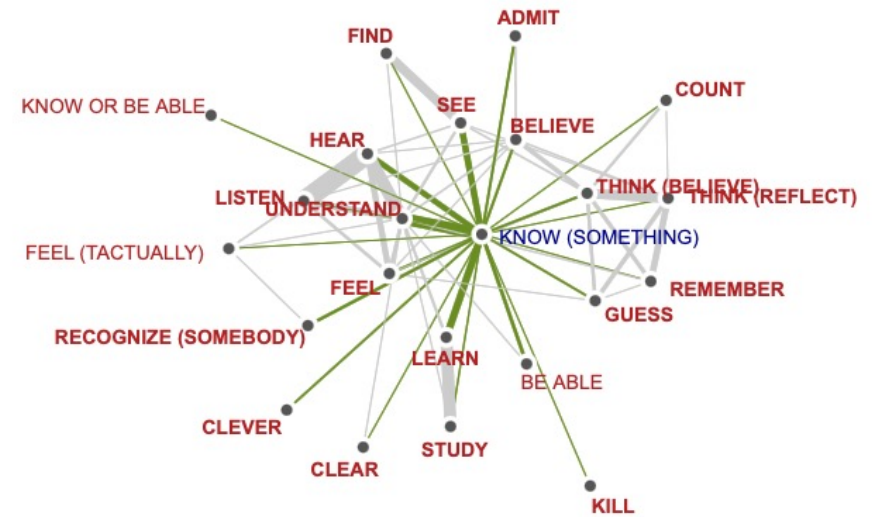 ADMIT
FIND
COUNT
KNOW OR BE ABLE
SEE
BELIEVE
HEAR
THINK (BELIEVE)
LISTEN
THINK (REFLECT)
UNDERSTAND
KNOW (SOMETHING)
FEEL (TACTUALLY)
FEEL
REMEMBER
GUESS
RECOGNIZE (SOMEBODY)
LEARN
BE ABLE
CLEVER
STUDY
CLEAR
KILL